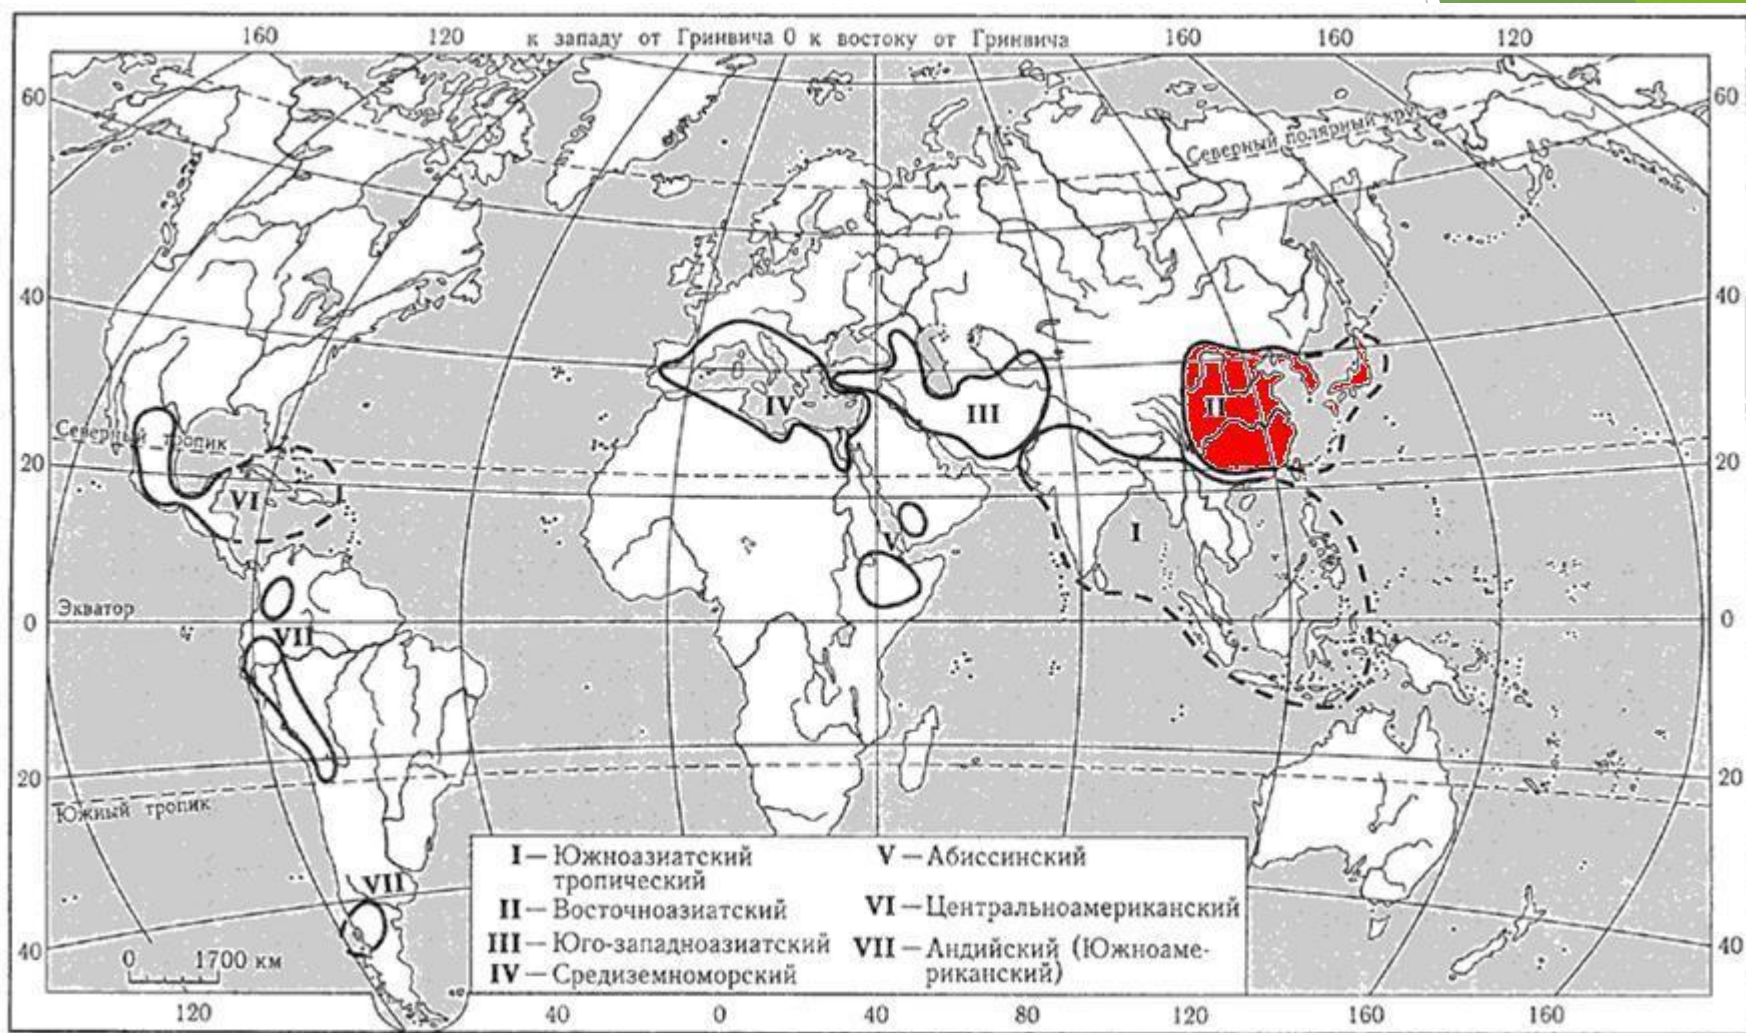 160 120 к западу от Гринвича 0 к востоку от Гринвича 160 160 120
60 60
Северный полярный круг
40 40
II
IV III
Северный тропик
20 20
VI
I
V
Экватор
0 0
VII
20 20
Южный тропик
VII
I — Южноазиатский
тропический
II — Восточноазиатский
III — Юго-западноазиатский
IV — Средиземноморский
V — Абиссинский
VI — Центральноамериканский
VII — Андийский (Южноаме-
риканский)
40 40
0 1700 км
120 40 0 40 80 120 160 160